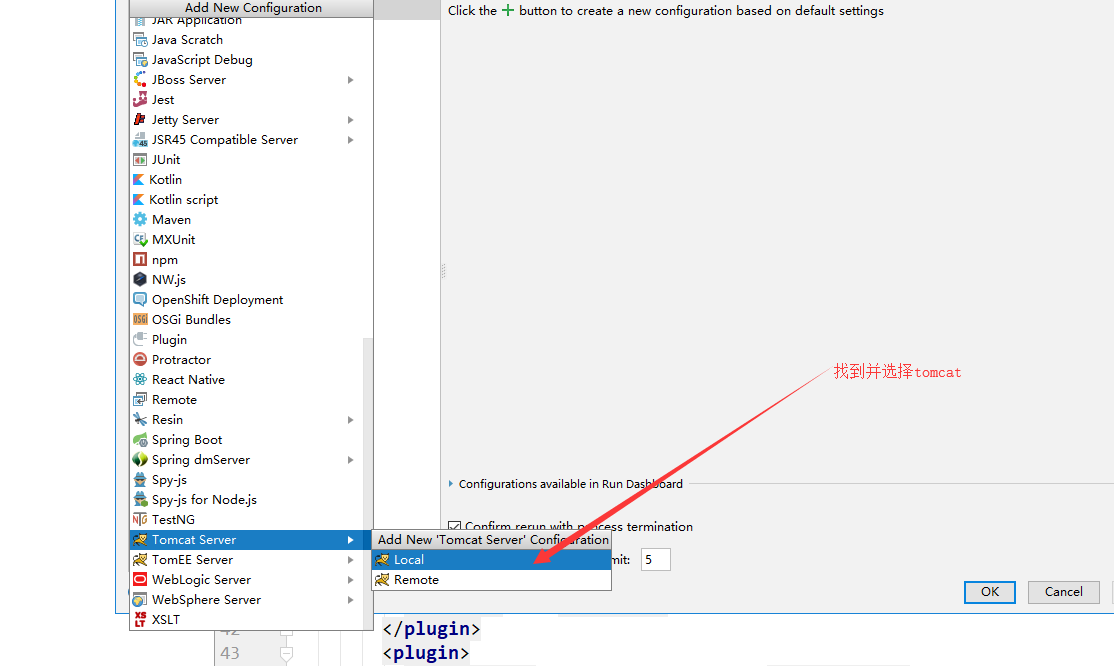 Add New Configuration
Click the + button to create a new configuration based on default settings
JAR Application
Java Scratch
JavaScript Debug
JBoss Server
Jest
Jetty Server
JSR45 Compatible Server
JUnit
Kotlin
Kotlin script
Maven
MXUnit
npm
NW.js
OpenShift Deployment
OSGi Bundles
Plugin
Protractor
找到并选择tomcat
React Native
Remote
Resin
Spring Boot
Spring dmServer
Configurations available in Run Dashboard
Spy-js
Spy-js for Node.js
TestNG
Confirm rerun with process termination
Tomcat Server
Add New 'Tomcat Server' Configuration
TomEE Server
Local
mit: 5
WebLogic Server
Remote
WebSphere Server
OK
Cancel
XSLT
42
</plugin>
43
<plugin>